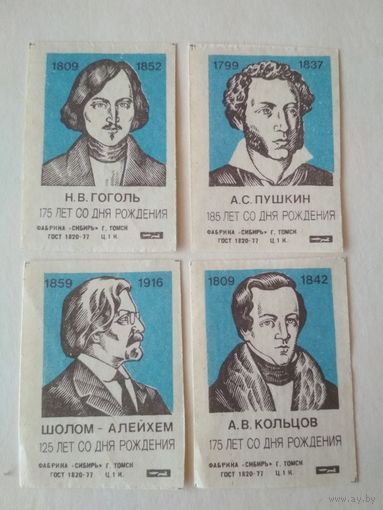 1809 1852
Н.В. ГОГОЛЬ
175 ЛЕТ СО ДНЯ РОЖДЕНИЯ
ФАБРИКА «СИБИРЬ» Г. ТОМСК
ГОСТ 1820-77 Ц.1 К.
1799 1837
А.С. ПУШКИН
185 ЛЕТ СО ДНЯ РОЖДЕНИЯ
ФАБРИКА «СИБИРЬ» Г. ТОМСК
ГОСТ 1820-77 Ц.1 К.
1859 1916
ШОЛОМ - АЛЕЙХЕМ
125 ЛЕТ СО ДНЯ РОЖДЕНИЯ
ФАБРИКА «СИБИРЬ» Г. ТОМСК
ГОСТ 1820-77 Ц.1 К.
1809 1842
А.В. КОЛЬЦОВ
175 ЛЕТ СО ДНЯ РОЖДЕНИЯ
ФАБРИКА «СИБИРЬ» Г. ТОМСК
ГОСТ 1820-77 Ц.1 К.
ay.by